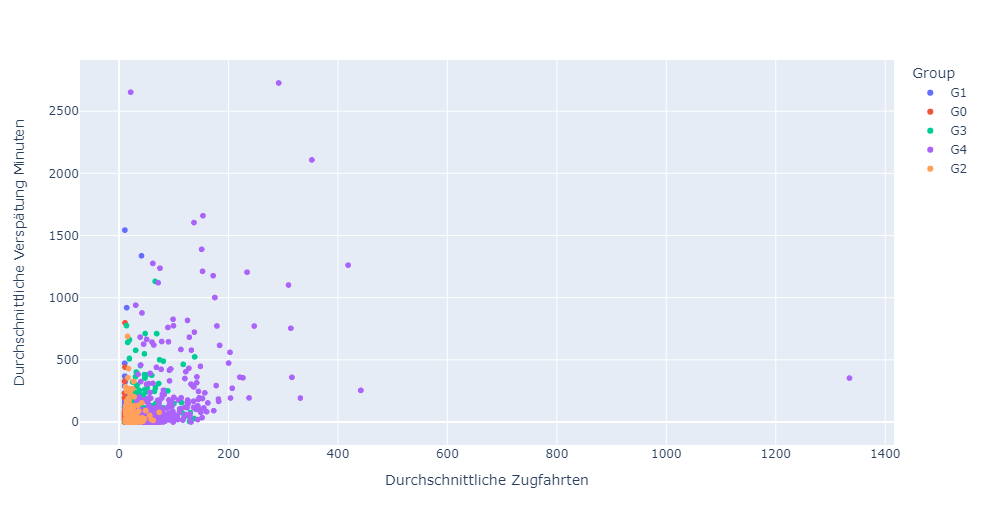 Group
G1
G0
G3
G4
G2
Durchschnittliche Verspätung Minuten
2500
2000
1500
1000
500
0
0 200 400 600 800 1000 1200 1400
Durchschnittliche Zugfahrten